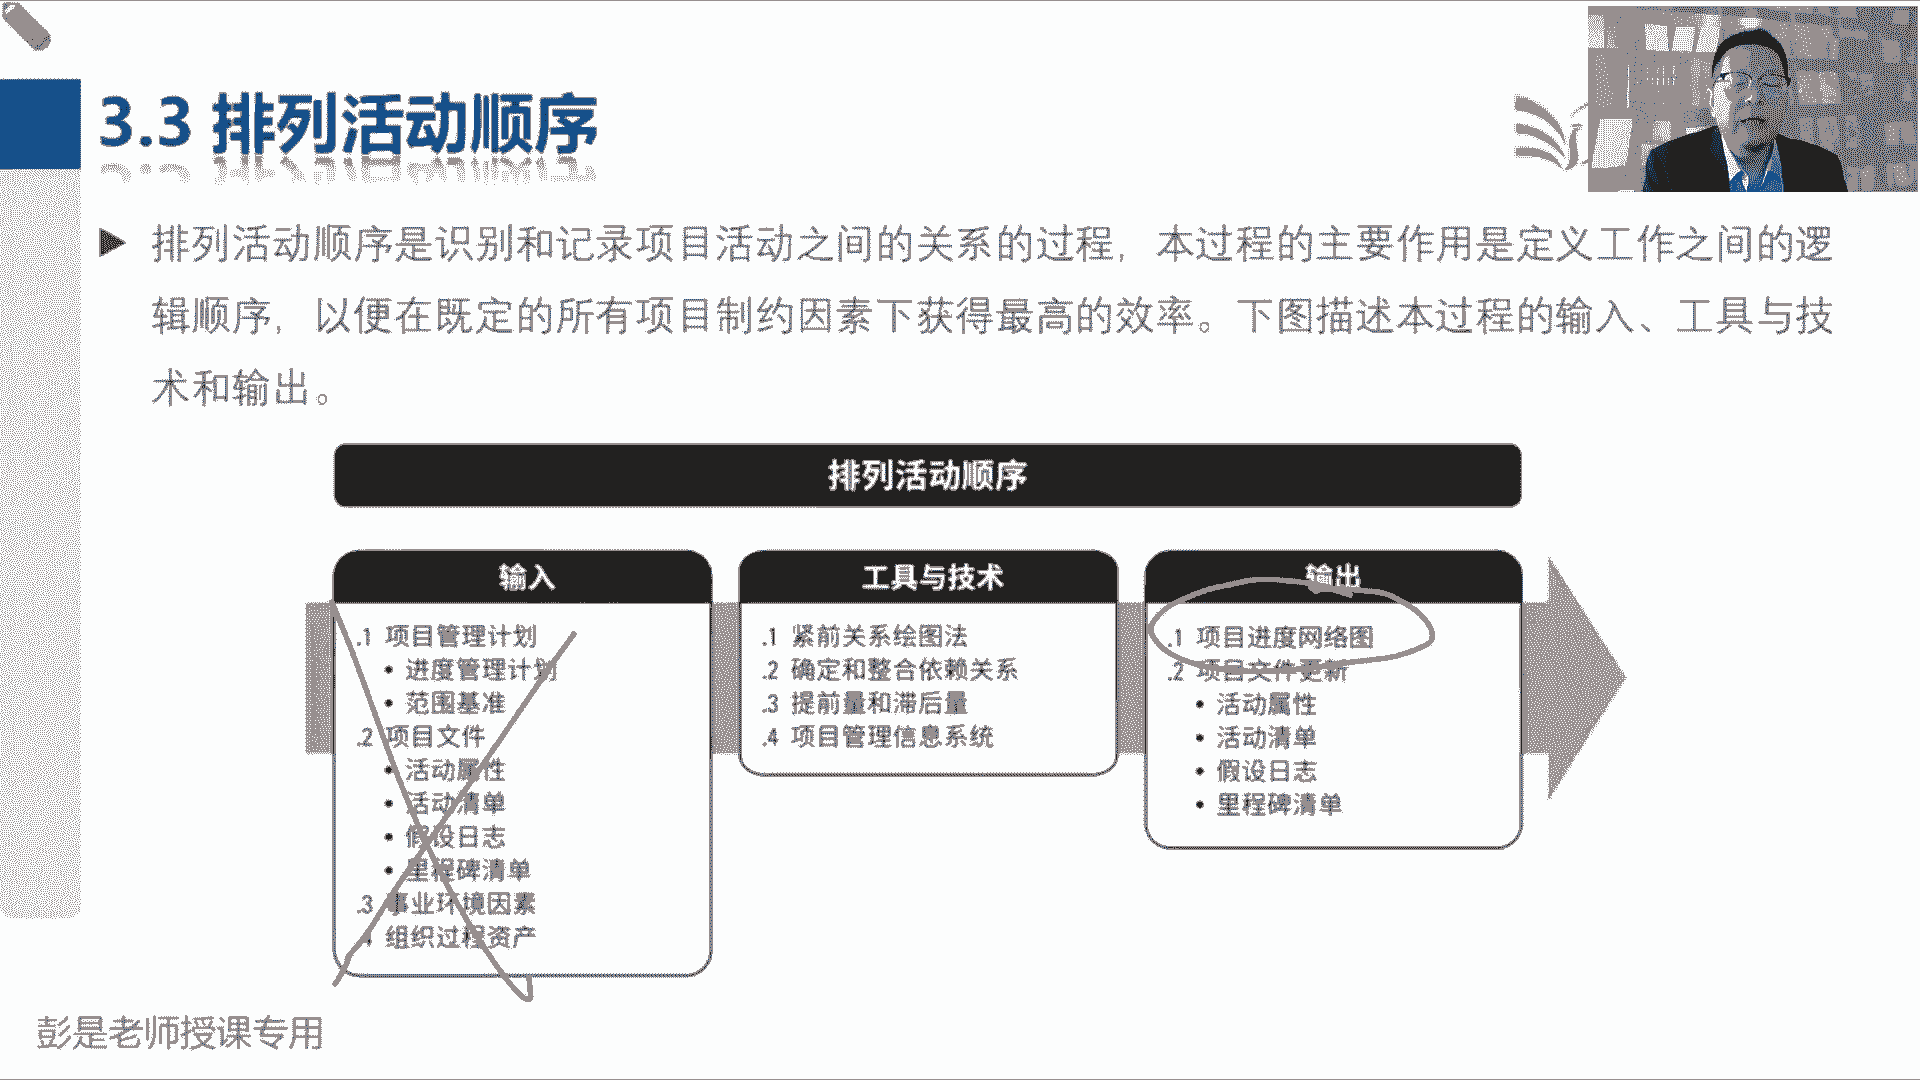 3.3 排列活动顺序
排列活动顺序是识别和记录项目活动之间的关系的过程，本过程的主要作用是定义工作之间的逻
辑顺序，以便在既定的所有项目制约因素下获得最高的效率。下图描述本过程的输入、工具与技
术和输出。
排列活动顺序
输入
.1 项目管理计划
• 进度管理计划
• 范围基准
.2 项目文件
• 活动属性
• 活动清单
• 假设日志
• 里程碑清单
.3 事业环境因素
组织过程资产
工具与技术
.1 紧前关系绘图法
.2 确定和整合依赖关系
.3 提前量和滞后量
.4 项目管理信息系统
输出
.1 项目进度网络图
.2 项目文件更新
• 活动属性
• 活动清单
• 假设日志
• 里程碑清单
彭是老师授课专用